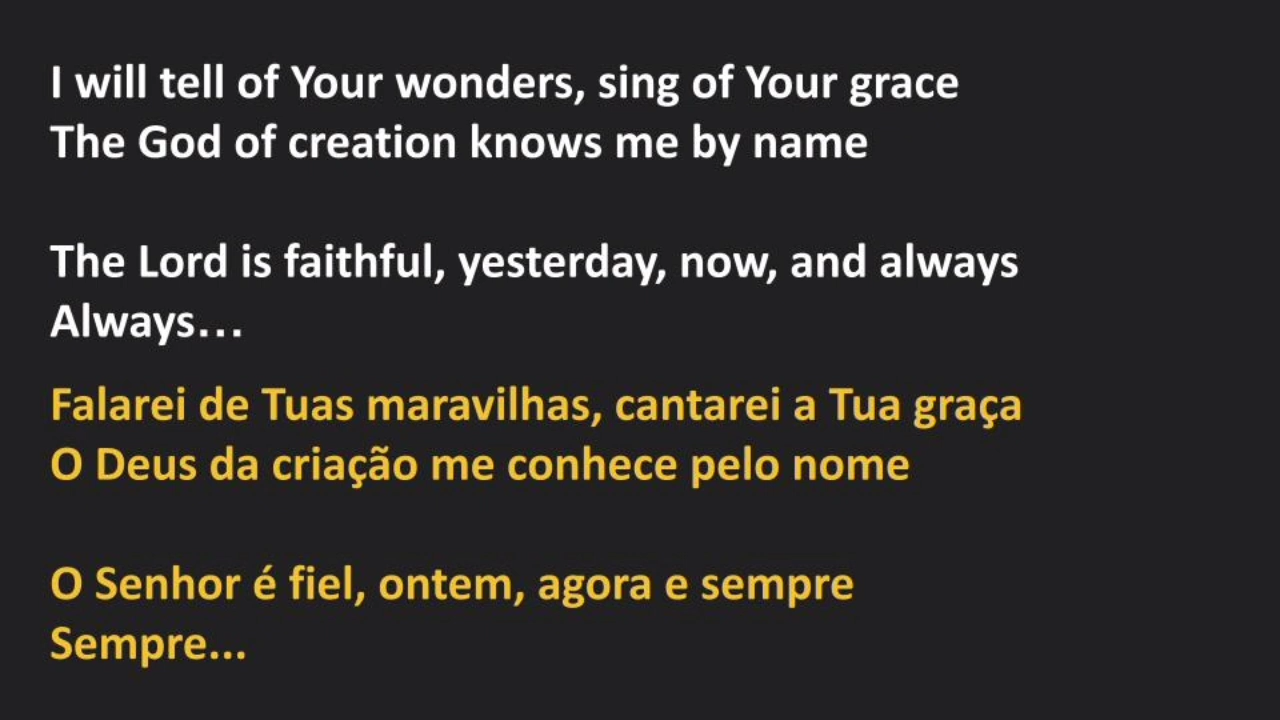 I will tell of Your wonders, sing of Your grace
The God of creation knows me by name
The Lord is faithful, yesterday, now, and always
Always…
Falarei de Tuas maravilhas, cantarei a Tua graça
O Deus da criação me conhece pelo nome
O Senhor é fiel, ontem, agora e sempre
Sempre...